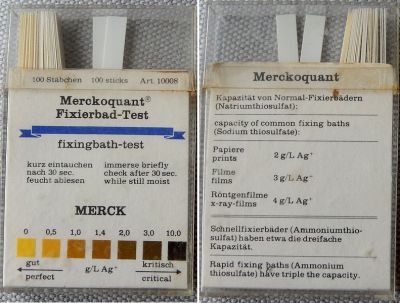 100 Stäbchen 100 sticks Art. 10008
Merckoquant®
Fixierbad-Test
fixingbath-test
kurz eintauchen immerse briefly
nach 30 sec. check after 30 sec.
feucht ablesen while still moist
MERCK
0 0,5 1,0 1,4 2,0 3,0 10,0
gut kritisch
g/L Ag⁺
perfect critical
Merckoquant
Kapazität von Normal-Fixierbädern
(Natriumthiosulfat):
capacity of common fixing baths
(Sodium thiosulfate):
Papiere
prints 2 g/L Ag⁺
Filme
films 3 g/L Ag⁺
Röntgenfilme
x-ray-films 4 g/L Ag⁺
Schnellfixierbäder (Ammoniumthio-
sulfat) haben etwa die dreifache
Kapazität.
Rapid fixing baths (Ammonium
thiosulfate) have triple the capacity.